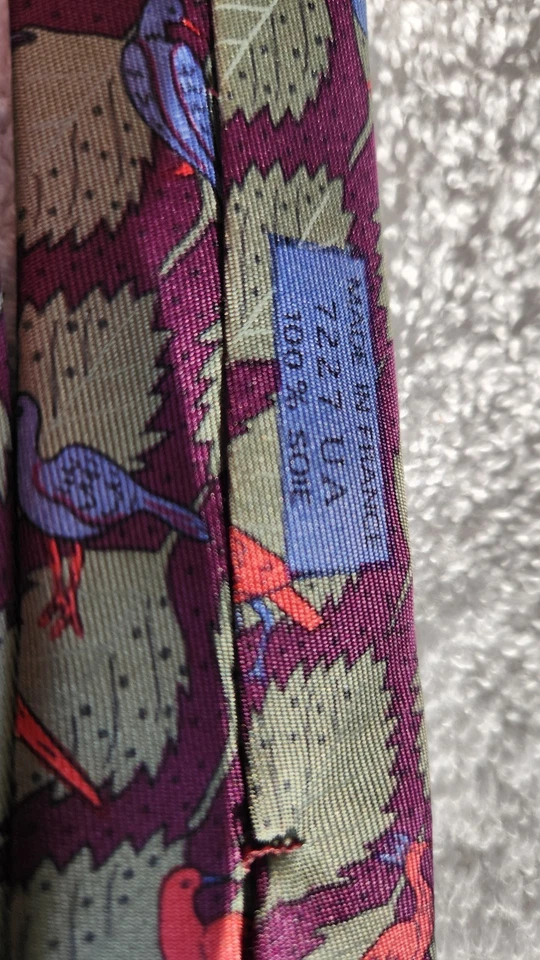 MADE IN FRANCE
7227 UA
100 % SOIE